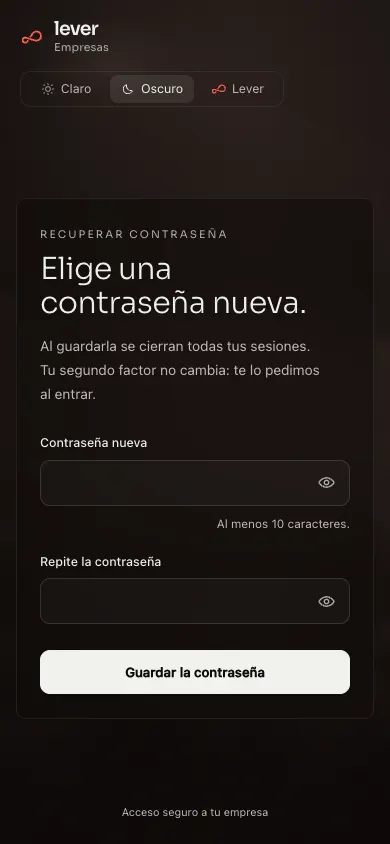 lever
Empresas
Claro
Oscuro
Lever
RECUPERAR CONTRASEÑA
Elige una
contraseña nueva.
Al guardarla se cierran todas tus sesiones.
Tu segundo factor no cambia: te lo pedimos
al entrar.
Contraseña nueva
Al menos 10 caracteres.
Repite la contraseña
Guardar la contraseña
Acceso seguro a tu empresa